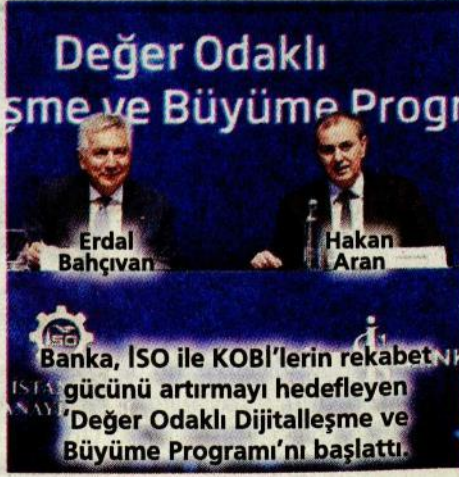 Değer Odaklı
şme ve Büyüme Progr
Erdal
Bahçıvan
Hakan
Aran
İSO
Banka, İSO ile KOBİ'lerin rekabet
gücünü artırmayı hedefleyen
'Değer Odaklı Dijitalleşme ve
Büyüme Programı'nı başlattı.